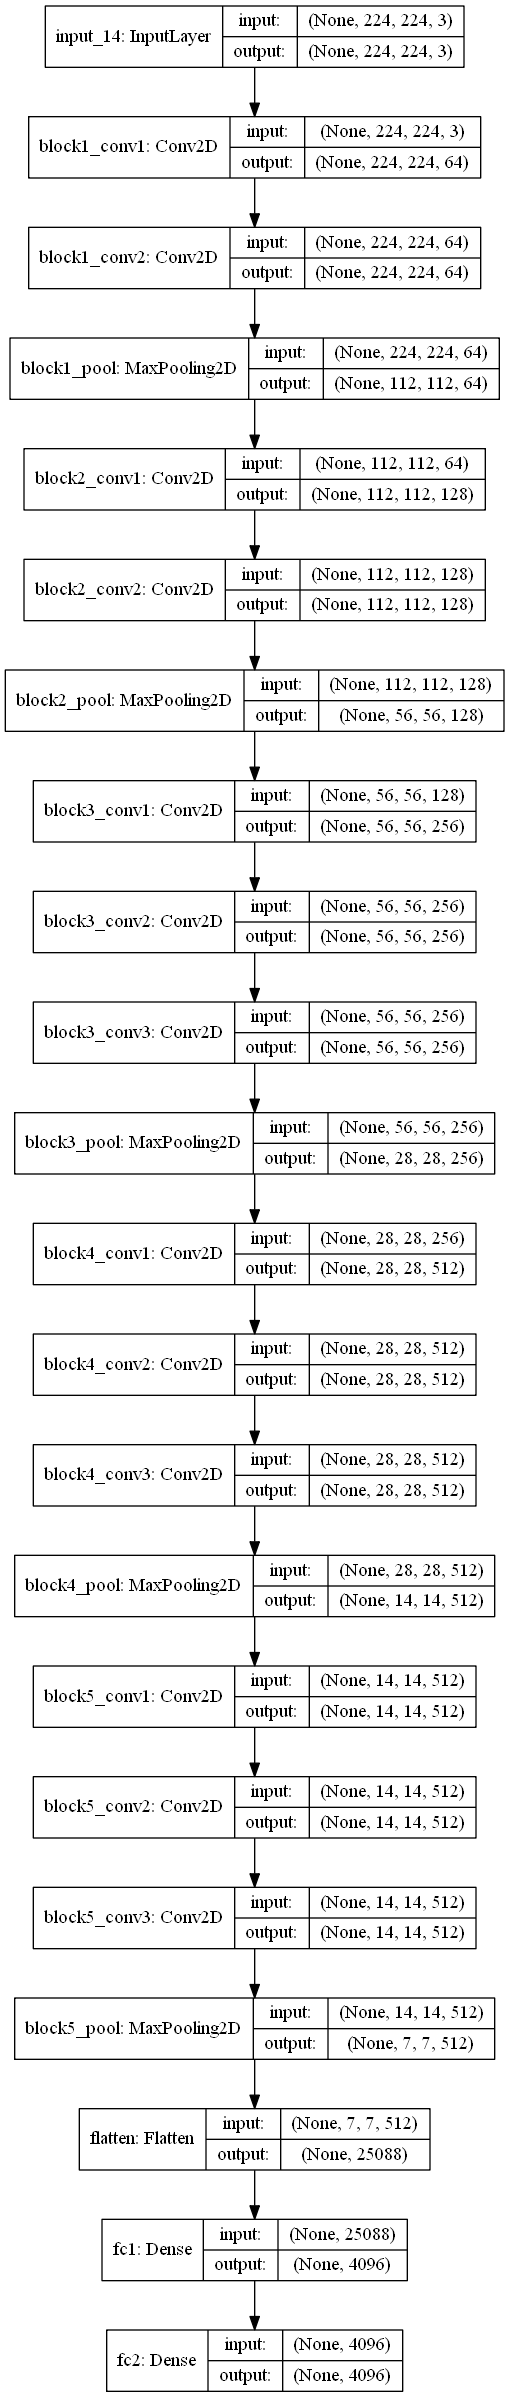 input_14: InputLayer
input: (None, 224, 224, 3)
output: (None, 224, 224, 3)
block1_conv1: Conv2D
input: (None, 224, 224, 3)
output: (None, 224, 224, 64)
block1_conv2: Conv2D
input: (None, 224, 224, 64)
output: (None, 224, 224, 64)
block1_pool: MaxPooling2D
input: (None, 224, 224, 64)
output: (None, 112, 112, 64)
block2_conv1: Conv2D
input: (None, 112, 112, 64)
output: (None, 112, 112, 128)
block2_conv2: Conv2D
input: (None, 112, 112, 128)
output: (None, 112, 112, 128)
block2_pool: MaxPooling2D
input: (None, 112, 112, 128)
output: (None, 56, 56, 128)
block3_conv1: Conv2D
input: (None, 56, 56, 128)
output: (None, 56, 56, 256)
block3_conv2: Conv2D
input: (None, 56, 56, 256)
output: (None, 56, 56, 256)
block3_conv3: Conv2D
input: (None, 56, 56, 256)
output: (None, 56, 56, 256)
block3_pool: MaxPooling2D
input: (None, 56, 56, 256)
output: (None, 28, 28, 256)
block4_conv1: Conv2D
input: (None, 28, 28, 256)
output: (None, 28, 28, 512)
block4_conv2: Conv2D
input: (None, 28, 28, 512)
output: (None, 28, 28, 512)
block4_conv3: Conv2D
input: (None, 28, 28, 512)
output: (None, 28, 28, 512)
block4_pool: MaxPooling2D
input: (None, 28, 28, 512)
output: (None, 14, 14, 512)
block5_conv1: Conv2D
input: (None, 14, 14, 512)
output: (None, 14, 14, 512)
block5_conv2: Conv2D
input: (None, 14, 14, 512)
output: (None, 14, 14, 512)
block5_conv3: Conv2D
input: (None, 14, 14, 512)
output: (None, 14, 14, 512)
block5_pool: MaxPooling2D
input: (None, 14, 14, 512)
output: (None, 7, 7, 512)
flatten: Flatten
input: (None, 7, 7, 512)
output: (None, 25088)
fc1: Dense
input: (None, 25088)
output: (None, 4096)
fc2: Dense
input: (None, 4096)
output: (None, 4096)